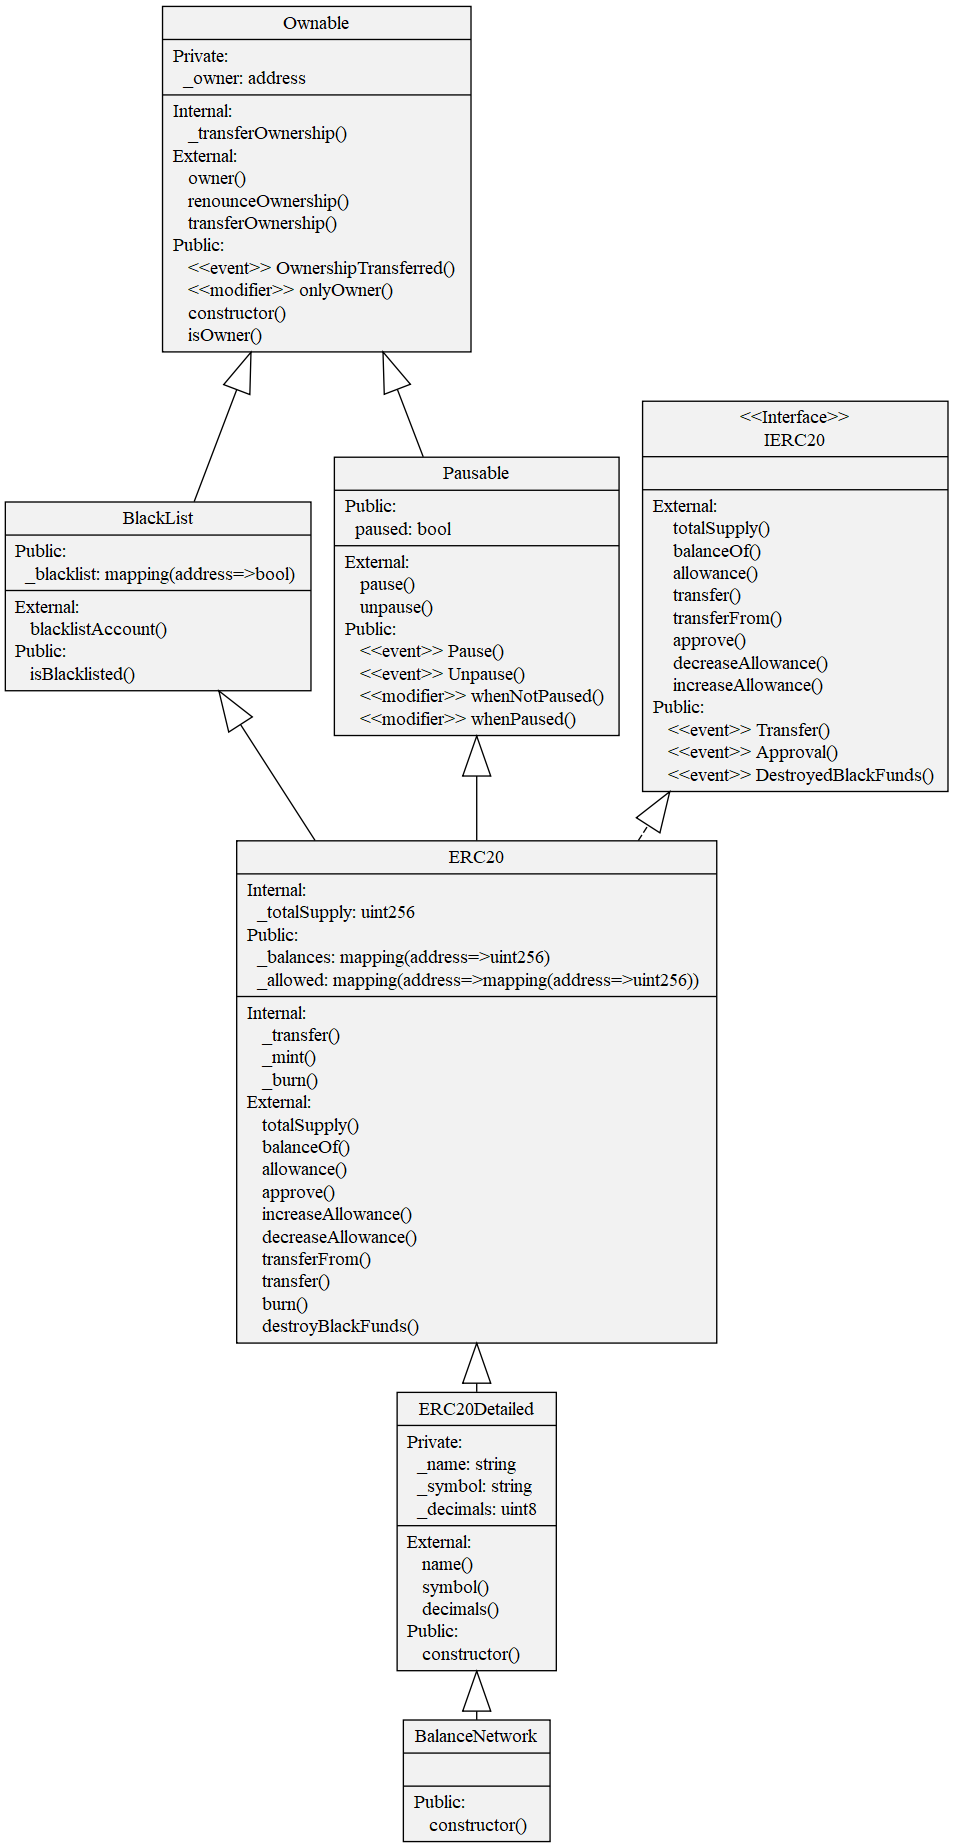 Ownable
Private:
_owner: address
Internal:
_transferOwnership()
External:
owner()
renounceOwnership()
transferOwnership()
Public:
<<event>> OwnershipTransferred()
<<modifier>> onlyOwner()
constructor()
isOwner()
BlackList
Public:
_blacklist: mapping(address=>bool)
External:
blacklistAccount()
Public:
isBlacklisted()
Pausable
Public:
paused: bool
External:
pause()
unpause()
Public:
<<event>> Pause()
<<event>> Unpause()
<<modifier>> whenNotPaused()
<<modifier>> whenPaused()
<<Interface>>
IERC20
External:
totalSupply()
balanceOf()
allowance()
transfer()
transferFrom()
approve()
decreaseAllowance()
increaseAllowance()
Public:
<<event>> Transfer()
<<event>> Approval()
<<event>> DestroyedBlackFunds()
ERC20
Internal:
_totalSupply: uint256
Public:
_balances: mapping(address=>uint256)
_allowed: mapping(address=>mapping(address=>uint256))
Internal:
_transfer()
_mint()
_burn()
External:
totalSupply()
balanceOf()
allowance()
approve()
increaseAllowance()
decreaseAllowance()
transferFrom()
transfer()
burn()
destroyBlackFunds()
ERC20Detailed
Private:
_name: string
_symbol: string
_decimals: uint8
External:
name()
symbol()
decimals()
Public:
constructor()
BalanceNetwork
Public:
constructor()